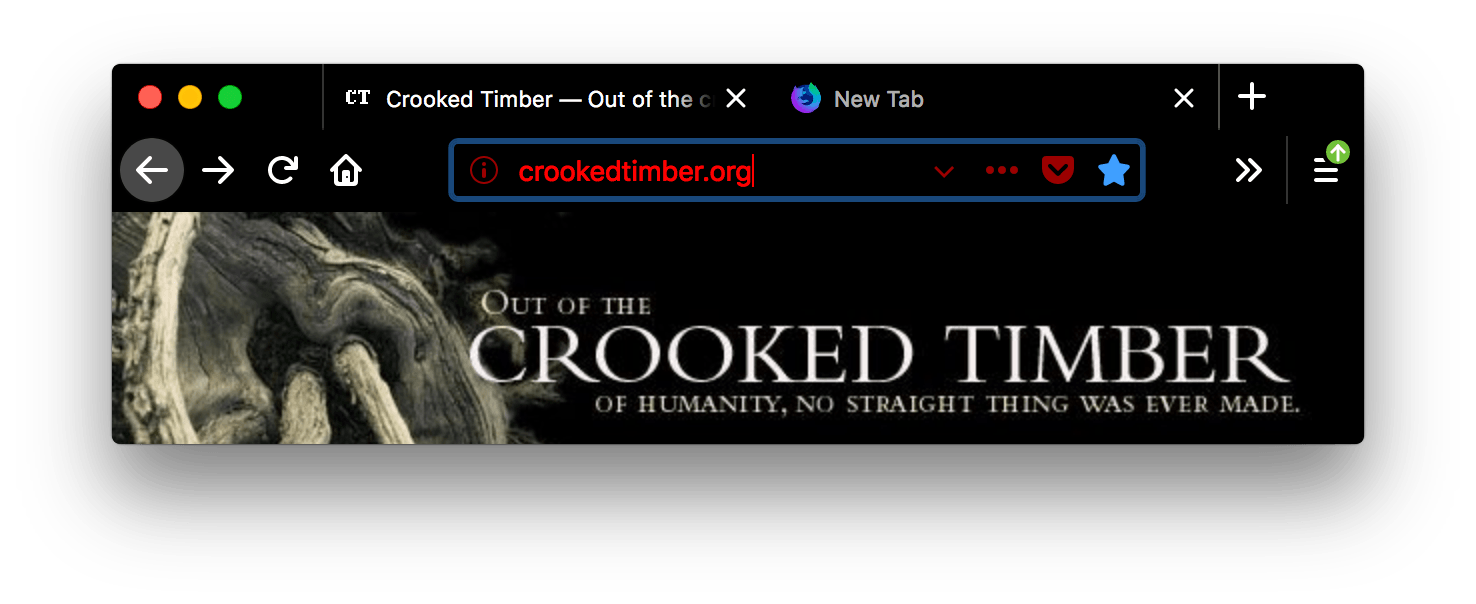 CT Crooked Timber — Out of the c New Tab
crookedtimber.org
OUT OF THE
CROOKED TIMBER
OF HUMANITY, NO STRAIGHT THING WAS EVER MADE.